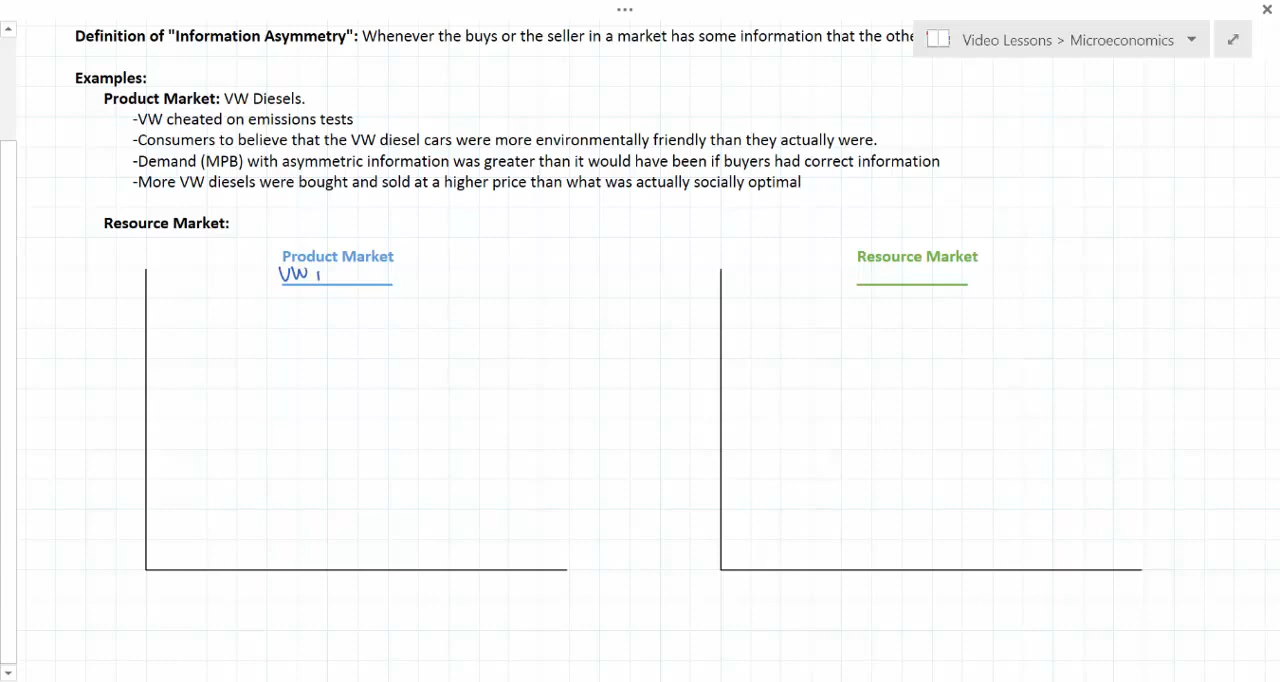 Definition of "Information Asymmetry": Whenever the buys or the seller in a market has some information that the othe
Video Lessons > Microeconomics
Examples:
Product Market: VW Diesels.
-VW cheated on emissions tests
-Consumers to believe that the VW diesel cars were more environmentally friendly than they actually were.
-Demand (MPB) with asymmetric information was greater than it would have been if buyers had correct information
-More VW diesels were bought and sold at a higher price than what was actually socially optimal
Resource Market:
Product Market
VW
Resource Market